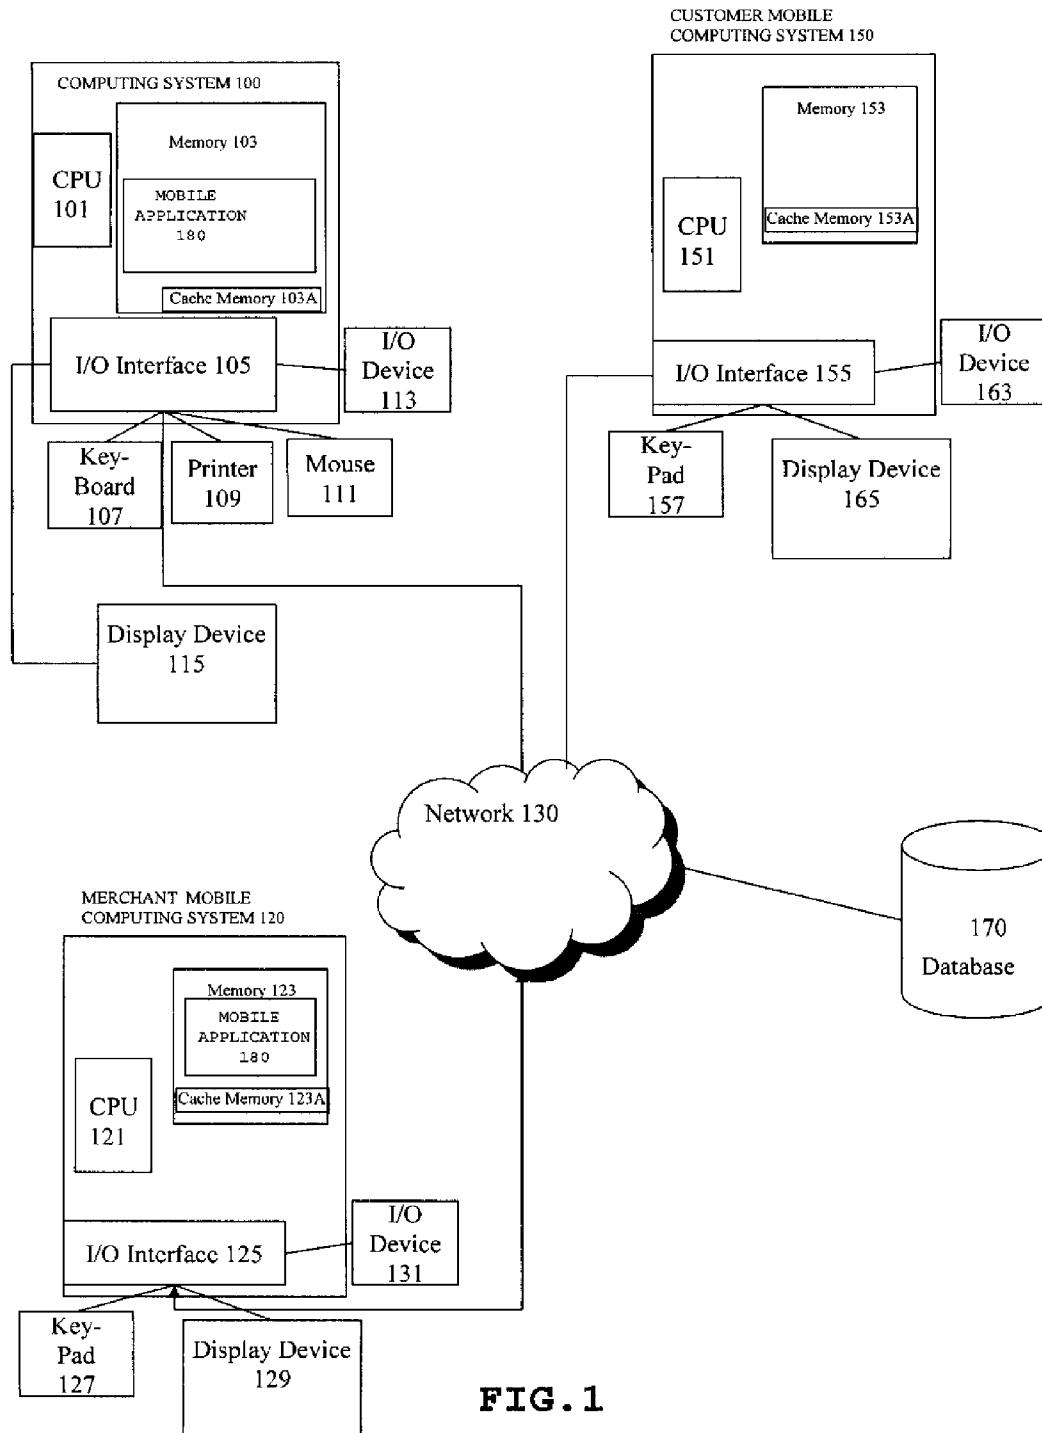 CUSTOMER MOBILE
COMPUTING SYSTEM 150
COMPUTING SYSTEM 100
Memory 103
CPU
101
MOBILE
APPLICATION
180
Cache Memory 103A
I/O Interface 105
I/O
Device
113
Key-
Board
107
Printer
109
Mouse
111
Display Device
115
Memory 153
Cache Memory 153A
CPU
151
I/O Interface 155
I/O
Device
163
Key-
Pad
157
Display Device
165
Network 130
170
Database
MERCHANT MOBILE
COMPUTING SYSTEM 120
Memory 123
MOBILE
APPLICATION
180
Cache Memory 123A
CPU
121
I/O Interface 125
I/O
Device
131
Key-
Pad
127
Display Device
129
FIG.1